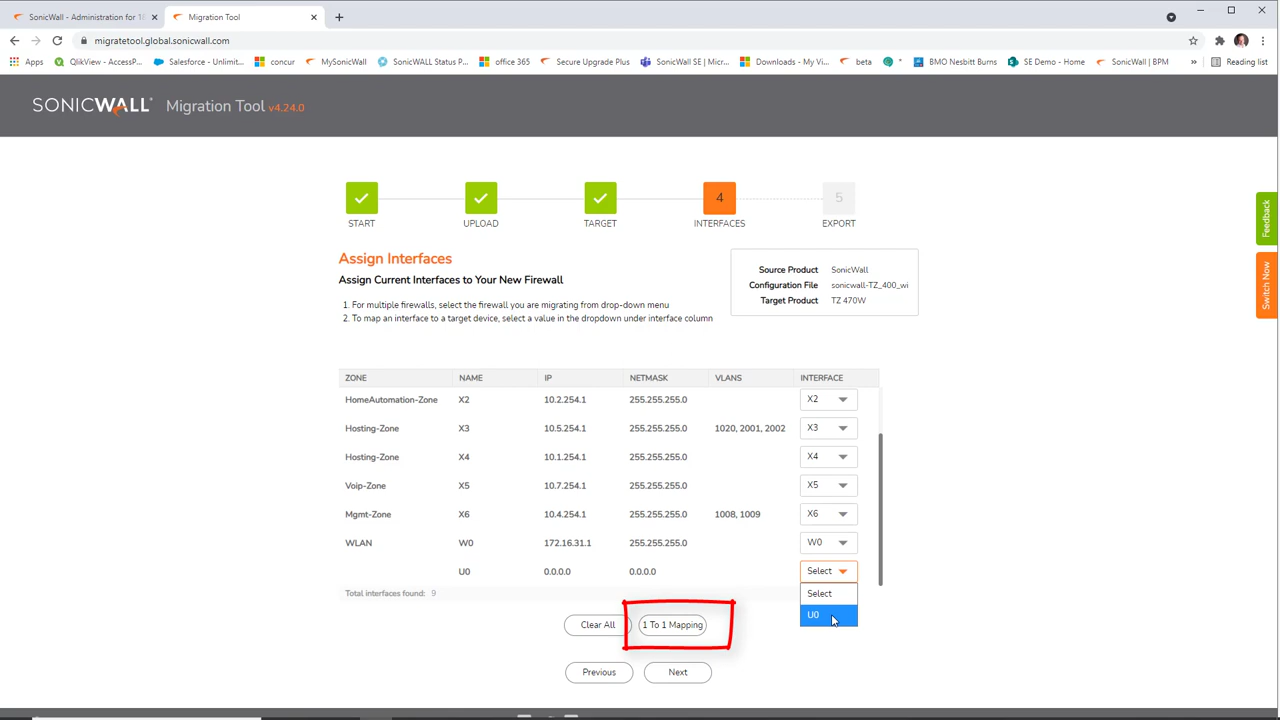 SonicWall - Administration for 18
Migration Tool
migratetool.global.sonicwall.com
Apps
QlikView - AccessP...
Salesforce - Unlimit...
concur
MySonicWall
SonicWALL Status P...
office 365
Secure Upgrade Plus
SonicWall SE | Micr...
Downloads - My Vi...
beta
BMO Nesbitt Burns
SE Demo - Home
SonicWall | BPM
»
Reading list
SONICWALL Migration Tool v4.24.0
4 5
START UPLOAD TARGET INTERFACES EXPORT
Feedback
Switch Now
Assign Interfaces
Assign Current Interfaces to Your New Firewall
1. For multiple firewalls, select the firewall you are migrating from drop-down menu
2. To map an interface to a target device, select a value in the dropdown under interface column
Source Product SonicWall
Configuration File sonicwall-TZ_400_wi
Target Product TZ 470W
ZONE NAME IP NETMASK VLANS INTERFACE
HomeAutomation-Zone X2 10.2.254.1 255.255.255.0 X2
Hosting-Zone X3 10.5.254.1 255.255.255.0 1020, 2001, 2002 X3
Hosting-Zone X4 10.1.254.1 255.255.255.0 X4
Voip-Zone X5 10.7.254.1 255.255.255.0 X5
Mgmt-Zone X6 10.4.254.1 255.255.255.0 1008, 1009 X6
WLAN W0 172.16.31.1 255.255.255.0 W0
U0 0.0.0.0 0.0.0.0 Select
Select
U0
Total interfaces found: 9
Clear All 1 To 1 Mapping
Previous Next